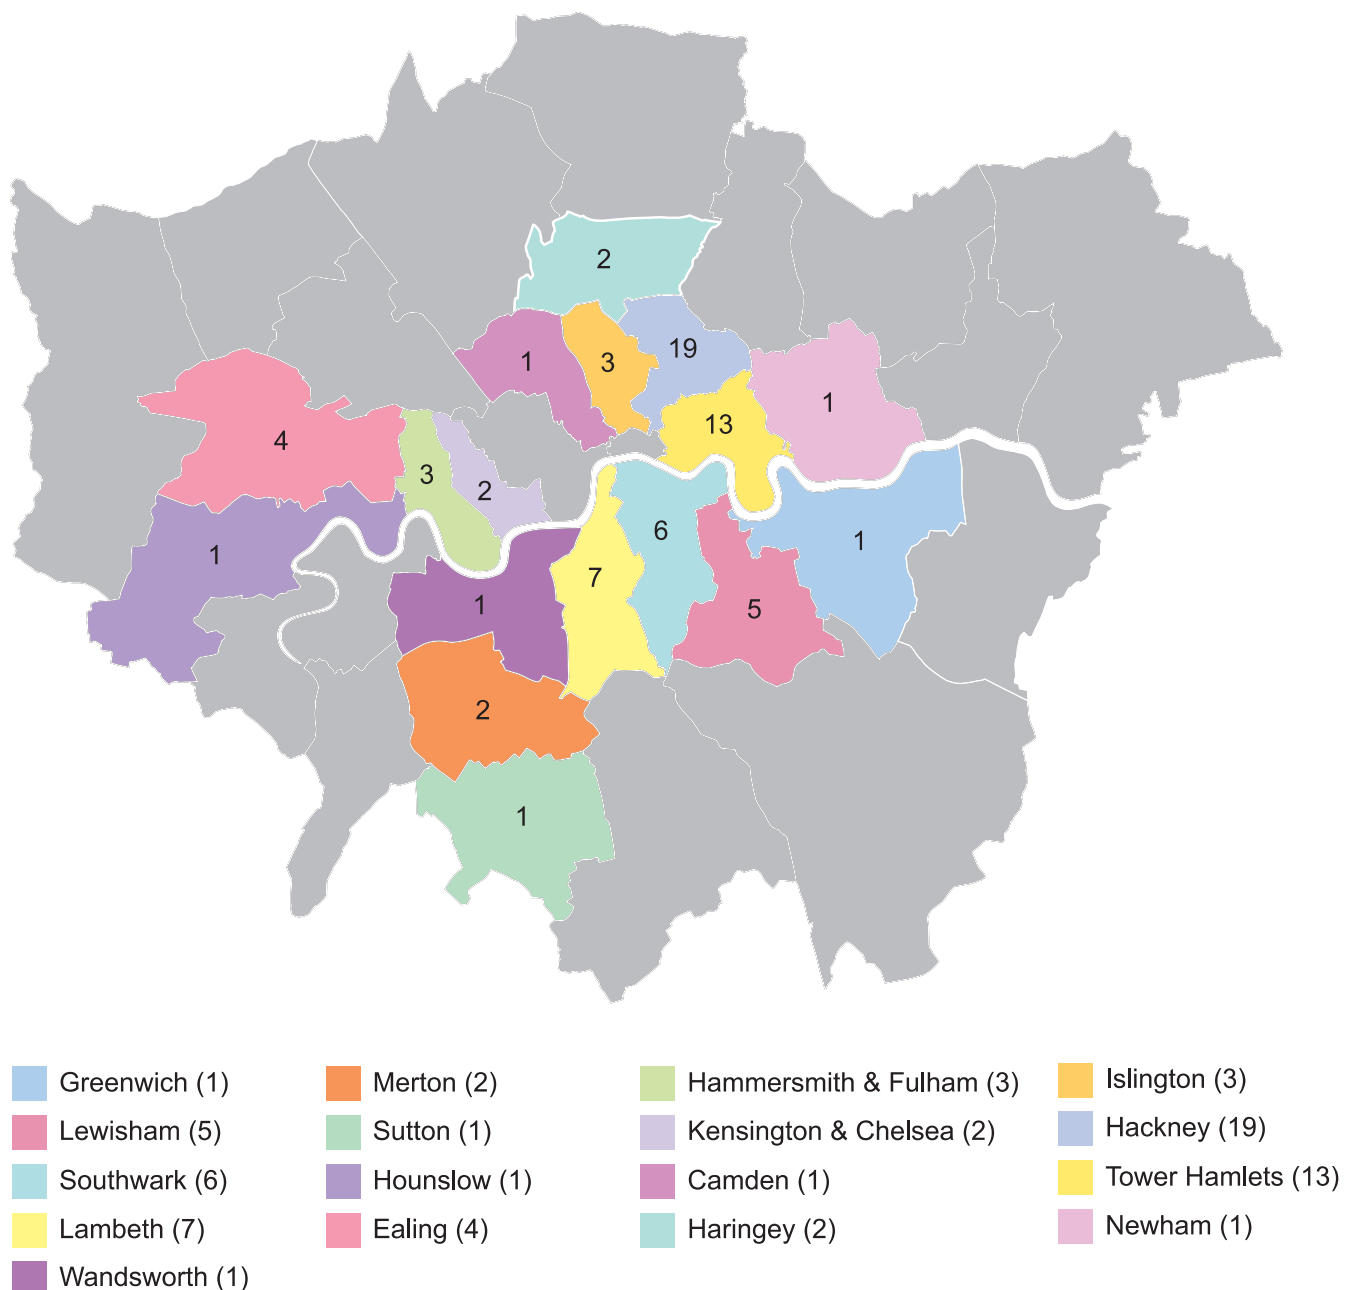 2
1
3
19
1
13
4
3
2
6
1
1
7
1
5
2
1
Greenwich (1)
Lewisham (5)
Southwark (6)
Lambeth (7)
Wandsworth (1)
Merton (2)
Sutton (1)
Hounslow (1)
Ealing (4)
Hammersmith & Fulham (3)
Kensington & Chelsea (2)
Camden (1)
Haringey (2)
Islington (3)
Hackney (19)
Tower Hamlets (13)
Newham (1)